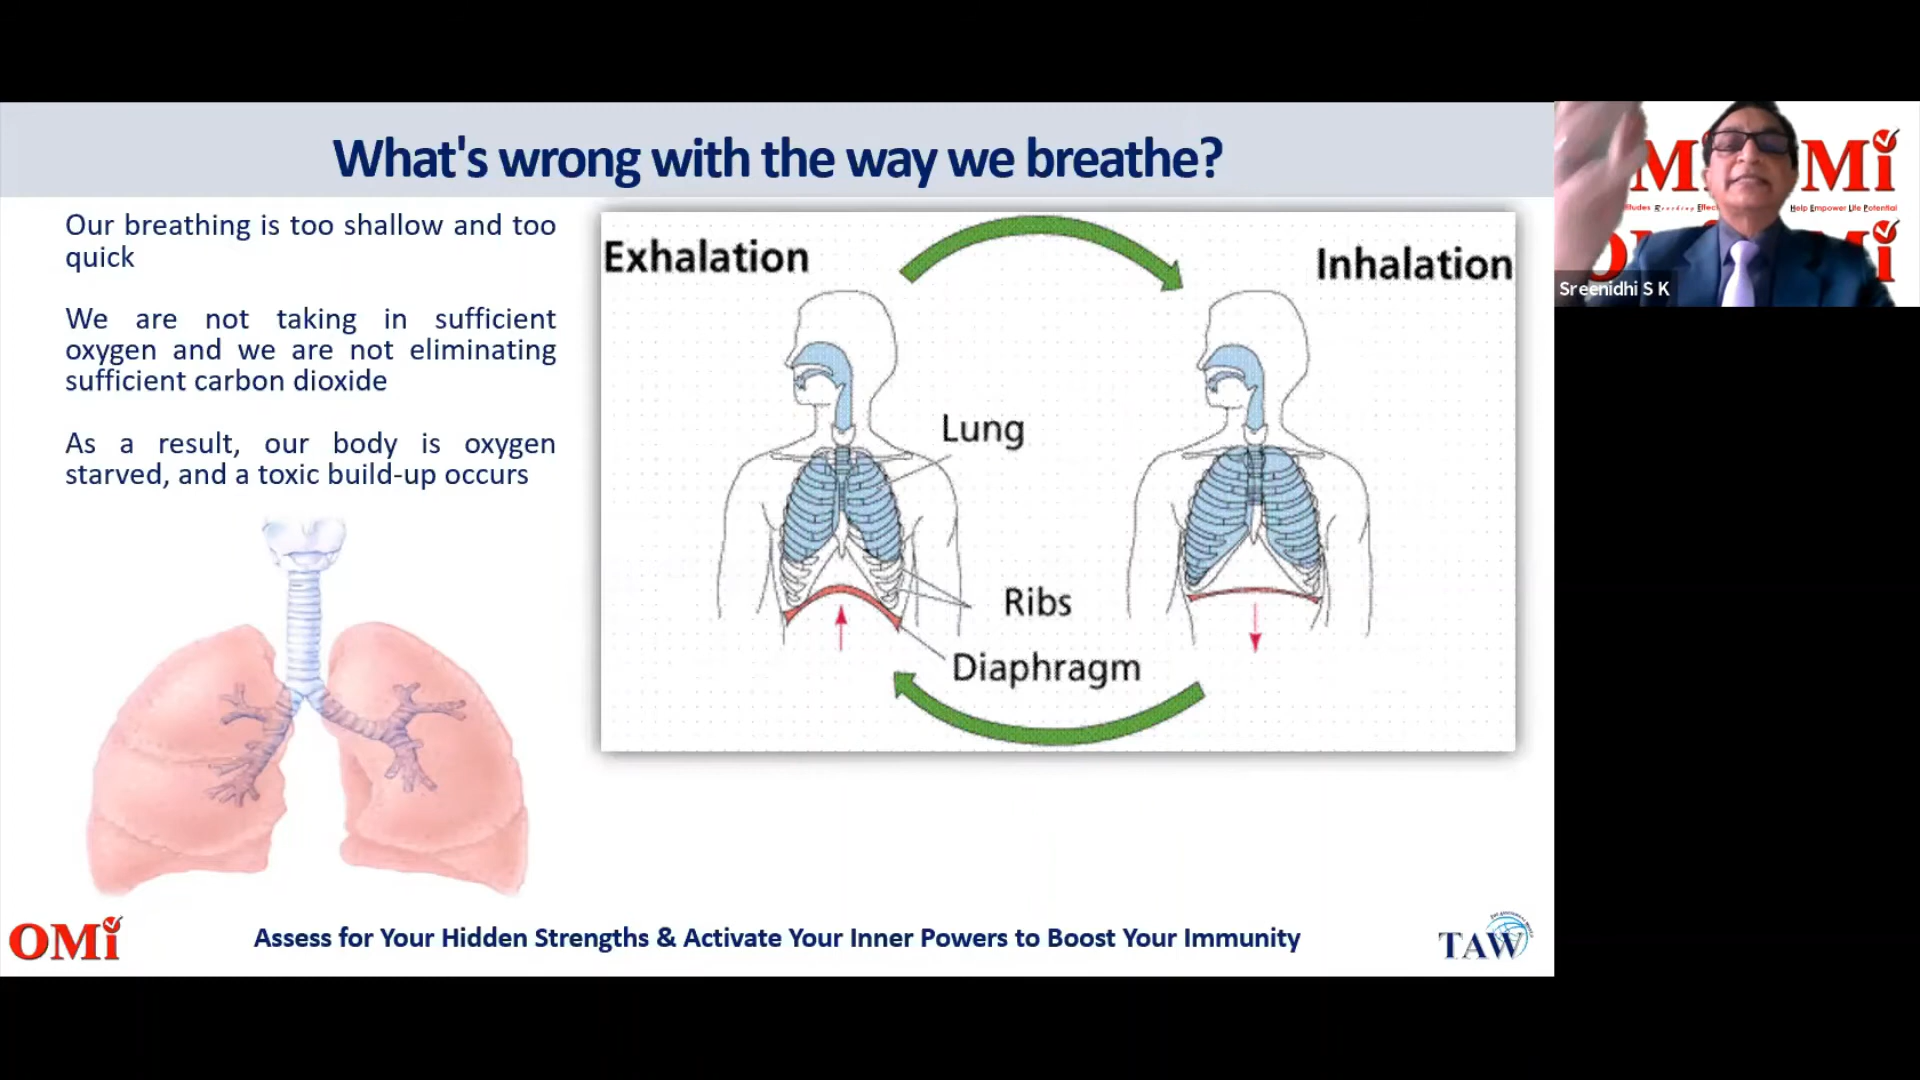 What's wrong with the way we breathe?
Our breathing is too shallow and too
quick
We are not taking in sufficient
oxygen and we are not eliminating
sufficient carbon dioxide
As a result, our body is oxygen
starved, and a toxic build-up occurs
Exhalation
Inhalation
Lung
Ribs
Diaphragm
OMi
Assess for Your Hidden Strengths & Activate Your Inner Powers to Boost Your Immunity
TAW
OMi
Help Empower Life Potential
Sreenidhi S K